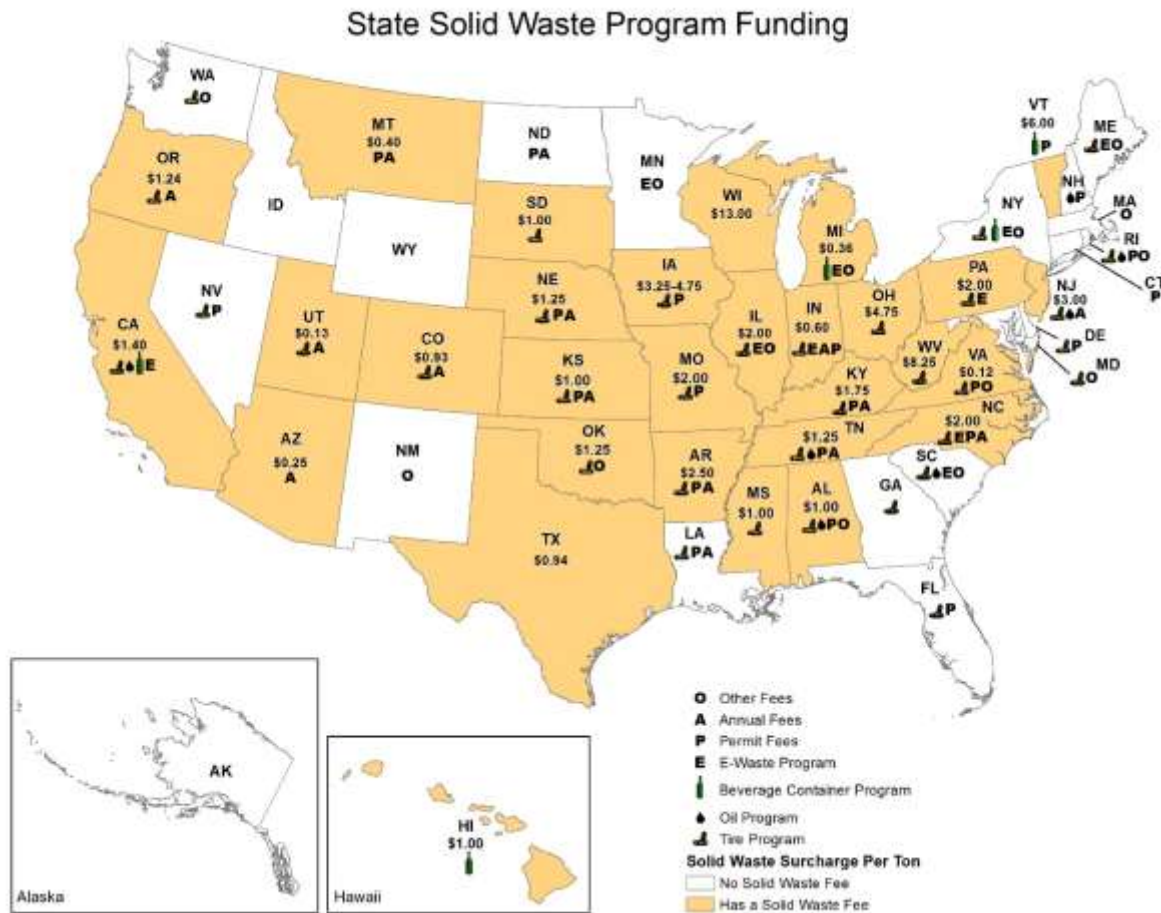 State Solid Waste Program Funding
WA
O
OR
$1.24
A
CA
$1.40
E
NV
P
ID
MT
$0.40
PA
WY
UT
$0.13
A
AZ
$0.25
A
CO
$0.93
A
NM
O
ND
PA
SD
$1.00
NE
$1.25
PA
KS
$1.00
PA
OK
$1.25
O
TX
$0.94
MN
EO
IA
$3.25-4.75
P
MO
$2.00
P
AR
$2.50
PA
LA
PA
WI
$13.00
IL
$2.00
EO
MI
$0.36
EO
IN
$0.60
EAP
OH
$4.75
KY
$1.75
PA
TN
$1.25
PA
MS
$1.00
AL
$1.00
PO
GA
FL
P
SC
EO
NC
$2.00
EPA
VA
$0.12
PO
WV
$8.25
PA
$2.00
E
NY
EO
VT
$6.00
P
ME
EO
NH
P
MA
O
RI
PO
CT
P
NJ
$3.00
A
DE
P
MD
O
AK
Alaska
HI
$1.00
Hawaii
O Other Fees
A Annual Fees
P Permit Fees
E E-Waste Program
Beverage Container Program
Oil Program
Tire Program
Solid Waste Surcharge Per Ton
No Solid Waste Fee
Has a Solid Waste Fee